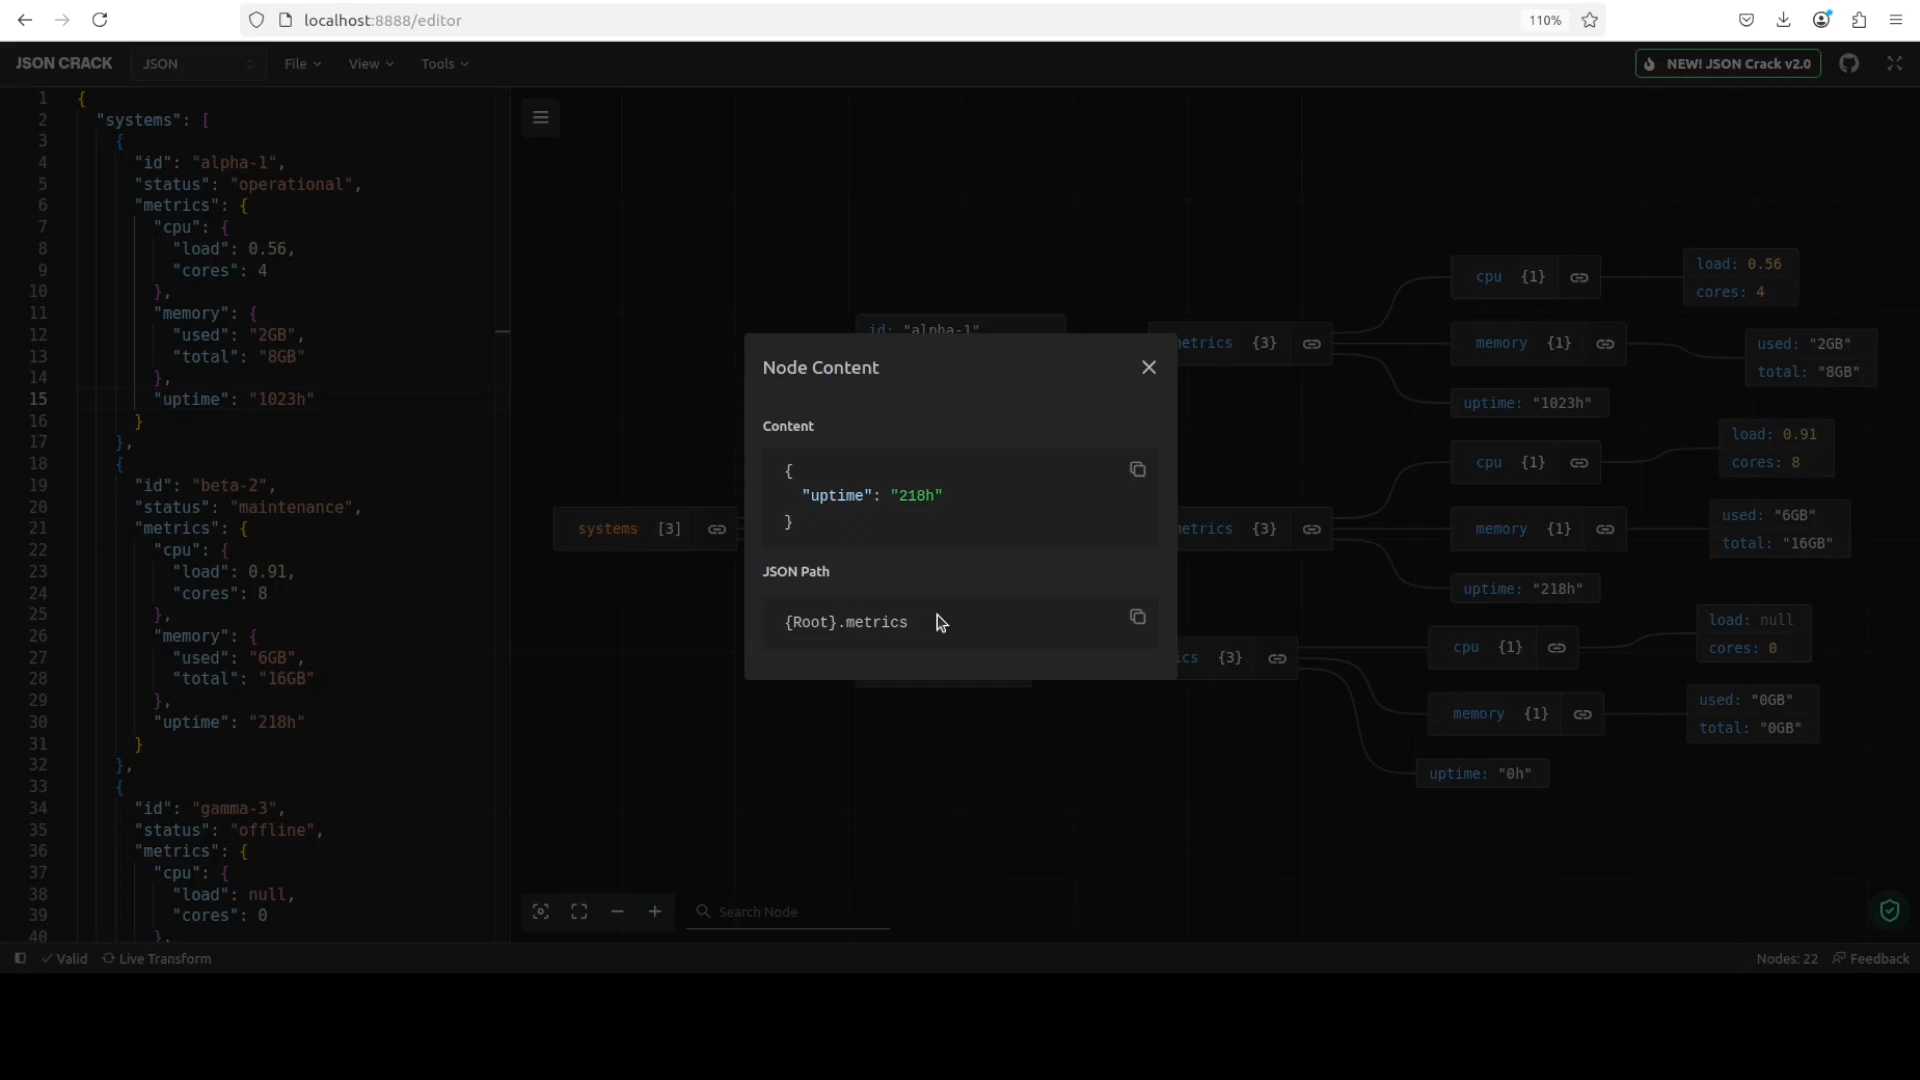 localhost:8888/editor
110%
JSON CRACK
JSON
File
View
Tools
NEW! JSON Crack v2.0
1 {
2 "systems": [
3 {
4 "id": "alpha-1",
5 "status": "operational",
6 "metrics": {
7 "cpu": {
8 "load": 0.56,
9 "cores": 4
10 },
11 "memory": {
12 "used": "2GB",
13 "total": "8GB"
14 },
15 "uptime": "1023h"
16 }
17 },
18 {
19 "id": "beta-2",
20 "status": "maintenance",
21 "metrics": {
22 "cpu": {
23 "load": 0.91,
24 "cores": 8
25 },
26 "memory": {
27 "used": "6GB",
28 "total": "16GB"
29 },
30 "uptime": "218h"
31 }
32 },
33 {
34 "id": "gamma-3",
35 "status": "offline",
36 "metrics": {
37 "cpu": {
38 "load": null,
39 "cores": 0
40 },
systems [3]
id: "alpha-1"
Node Content
Content
{
"uptime": "218h"
}
JSON Path
{Root}.metrics
etrics {3}
cpu {1}
load: 0.56
cores: 4
memory {1}
used: "2GB"
total: "8GB"
uptime: "1023h"
etrics {3}
cpu {1}
load: 0.91
cores: 8
memory {1}
used: "6GB"
total: "16GB"
uptime: "218h"
ics {3}
cpu {1}
load: null
cores: 0
memory {1}
used: "0GB"
total: "0GB"
uptime: "0h"
Search Node
Valid
Live Transform
Nodes: 22
Feedback